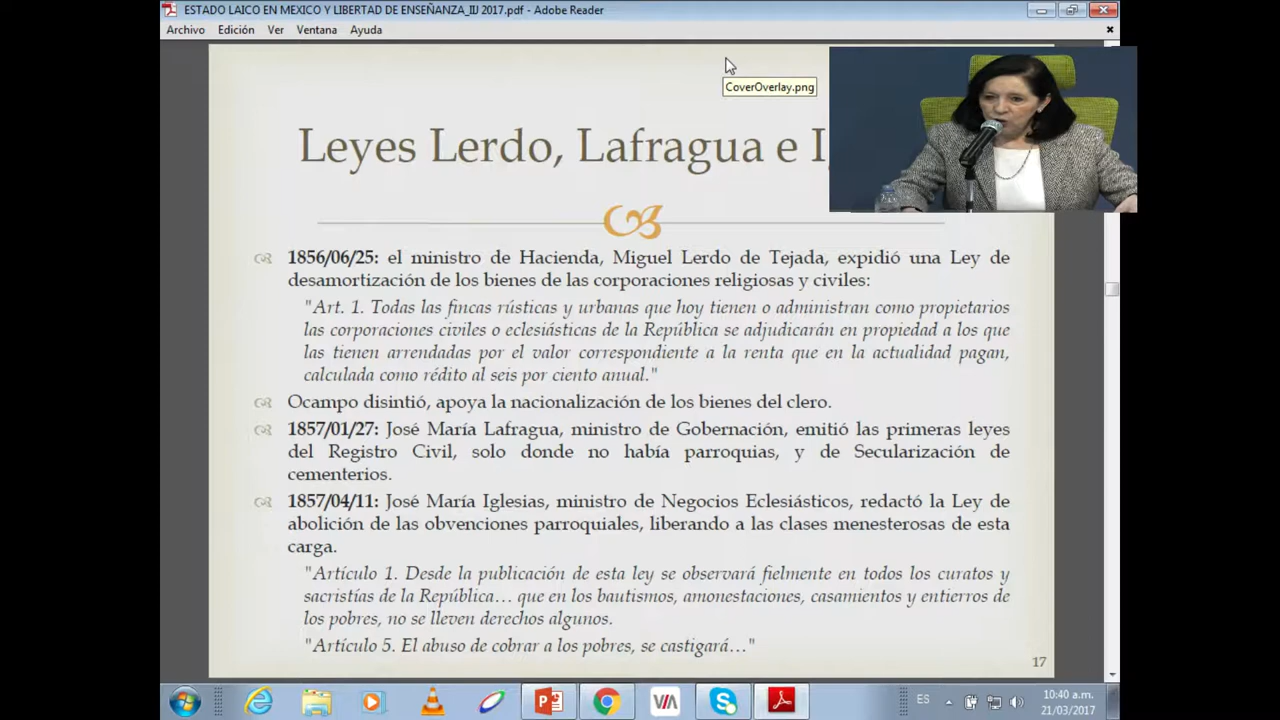 ESTADO LAICO EN MEXICO Y LIBERTAD DE ENSEÑANZA_IIJ 2017.pdf - Adobe Reader
Archivo Edición Ver Ventana Ayuda
CoverOverlay.png
Leyes Lerdo, Lafragua e
1856/06/25: el ministro de Hacienda, Miguel Lerdo de Tejada, expidió una Ley de
desamortización de los bienes de las corporaciones religiosas y civiles:
"Art. 1. Todas las fincas rústicas y urbanas que hoy tienen o administran como propietarios
las corporaciones civiles o eclesiásticas de la República se adjudicarán en propiedad a los que
las tienen arrendadas por el valor correspondiente a la renta que en la actualidad pagan,
calculada como rédito al seis por ciento anual."
Ocampo disintió, apoya la nacionalización de los bienes del clero.
1857/01/27: José María Lafragua, ministro de Gobernación, emitió las primeras leyes
del Registro Civil, solo donde no había parroquias, y de Secularización de
cementerios.
1857/04/11: José María Iglesias, ministro de Negocios Eclesiásticos, redactó la Ley de
abolición de las obvenciones parroquiales, liberando a las clases menesterosas de esta
carga.
"Artículo 1. Desde la publicación de esta ley se observará fielmente en todos los curatos y
sacristías de la República… que en los bautismos, amonestaciones, casamientos y entierros de
los pobres, no se lleven derechos algunos.
"Artículo 5. El abuso de cobrar a los pobres, se castigará…"
17
VIA
ES
10:40 a.m.
21/03/2017